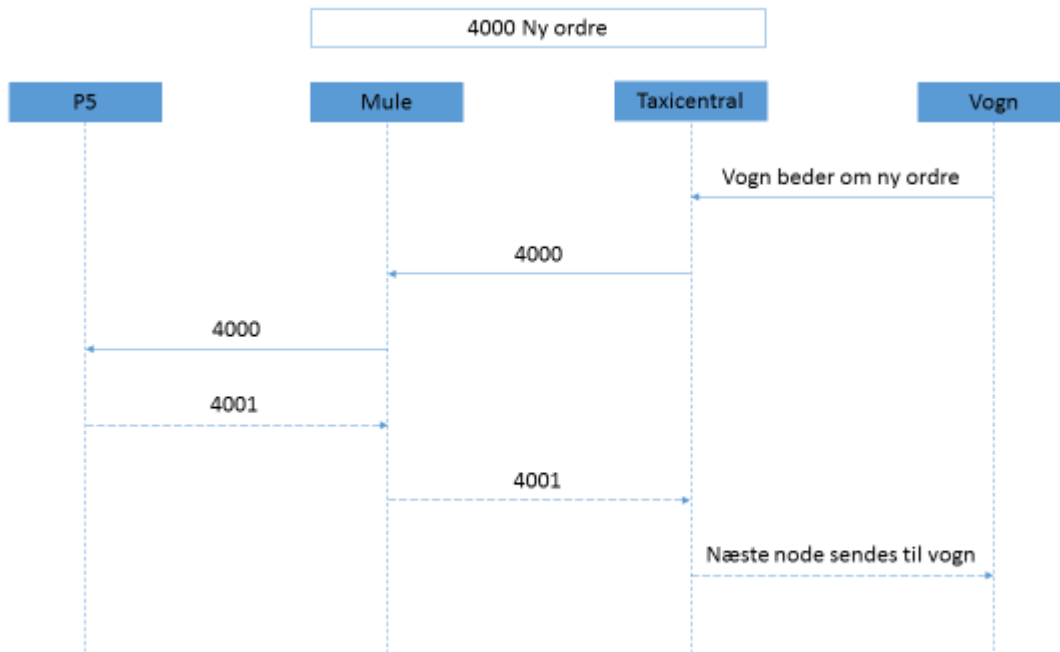 4000 Ny ordre
P5
Mule
Taxicentral
Vogn
Vogn beder om ny ordre
4000
4000
4001
4001
Næste node sendes til vogn